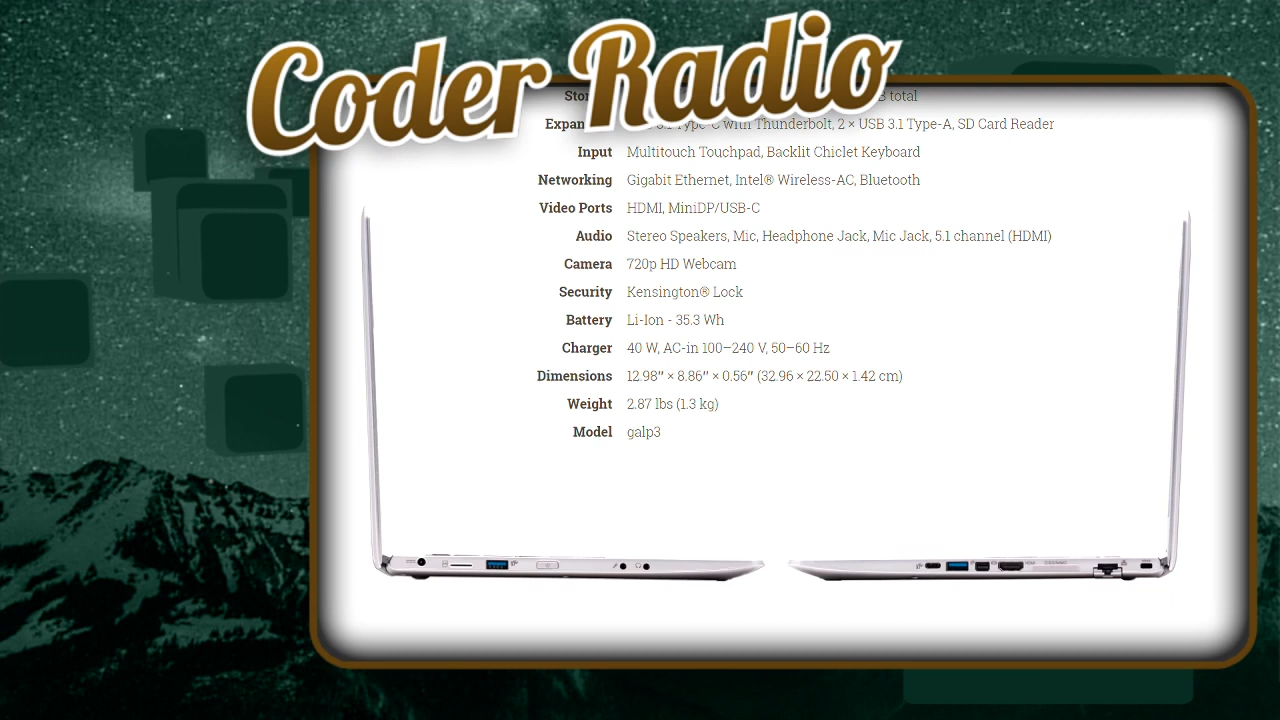 Coder Radio
total
with Thunderbolt, 2 × USB 3.1 Type-A, SD Card Reader
Input Multitouch Touchpad, Backlit Chiclet Keyboard
Networking Gigabit Ethernet, Intel® Wireless-AC, Bluetooth
Video Ports HDMI, MiniDP/USB-C
Audio Stereo Speakers, Mic, Headphone Jack, Mic Jack, 5.1 channel (HDMI)
Camera 720p HD Webcam
Security Kensington® Lock
Battery Li-Ion - 35.3 Wh
Charger 40 W, AC-in 100–240 V, 50–60 Hz
Dimensions 12.98″ × 8.86″ × 0.56″ (32.96 × 22.50 × 1.42 cm)
Weight 2.87 lbs (1.3 kg)
Model galp3